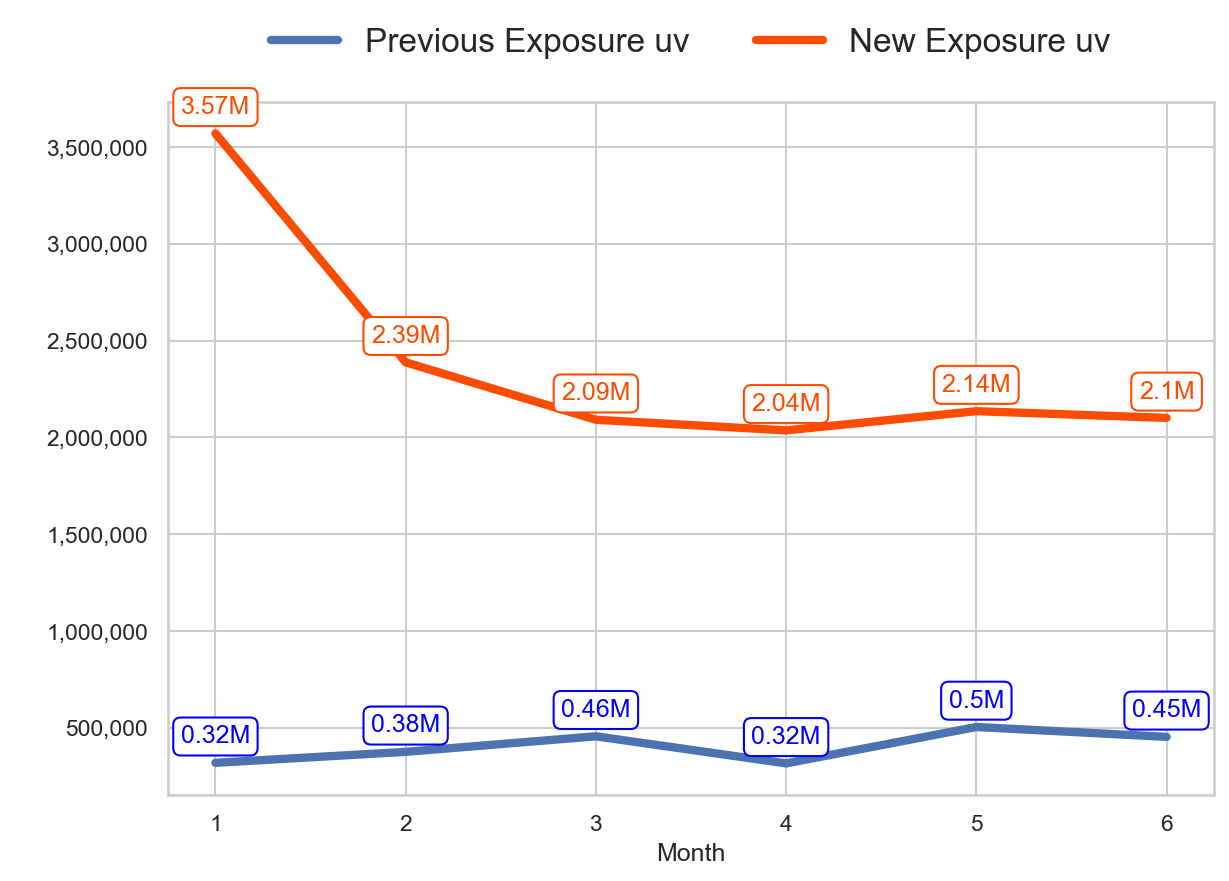 Previous Exposure uv
New Exposure uv
3.57M
3,500,000
3,000,000
2,500,000
2.39M
2.09M
2.04M
2.14M
2.1M
2,000,000
1,500,000
1,000,000
500,000
0.32M
0.38M
0.46M
0.32M
0.5M
0.45M
1 2 3 4 5 6
Month